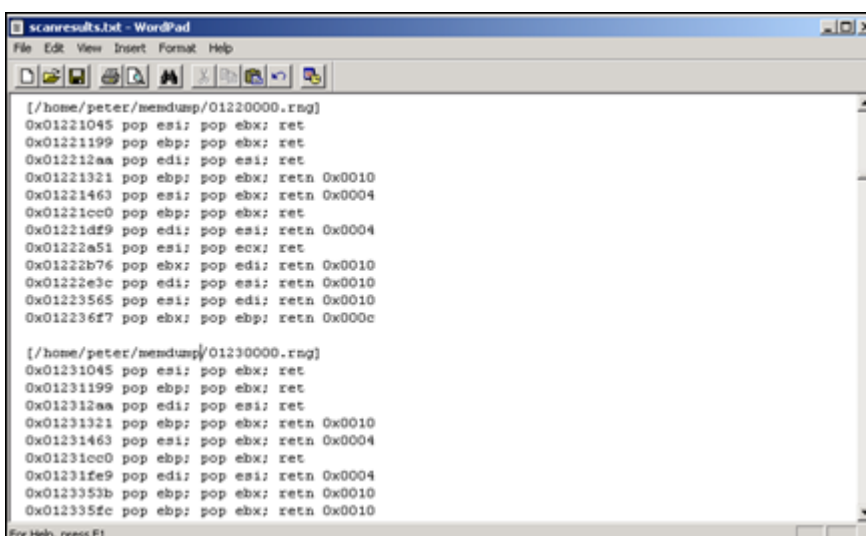 scanresults.txt - WordPad
File Edit View Insert Format Help
[/home/peter/memdump/01220000.rng]
0x01221045 pop esi; pop ebx; ret
0x01221199 pop ebp; pop ebx; ret
0x012212aa pop edi; pop esi; ret
0x01221321 pop ebp; pop ebx; retn 0x0010
0x01221463 pop esi; pop ebx; retn 0x0004
0x01221cc0 pop ebp; pop ebx; ret
0x01221df9 pop edi; pop esi; retn 0x0004
0x01222a51 pop esi; pop ecx; ret
0x01222b76 pop ebx; pop edi; retn 0x0010
0x01222e3c pop edi; pop esi; retn 0x0010
0x01223565 pop esi; pop edi; retn 0x0010
0x012236f7 pop ebx; pop ebp; retn 0x000c
[/home/peter/memdump/01230000.rng]
0x01231045 pop esi; pop ebx; ret
0x01231199 pop ebp; pop ebx; ret
0x012312aa pop edi; pop esi; ret
0x01231321 pop ebp; pop ebx; retn 0x0010
0x01231463 pop esi; pop ebx; retn 0x0004
0x01231cc0 pop ebp; pop ebx; ret
0x01231fe9 pop edi; pop esi; retn 0x0004
0x0123353b pop ebp; pop ebx; retn 0x0010
0x012335fc pop ebp; pop ebx; retn 0x0010
For Help, press F1